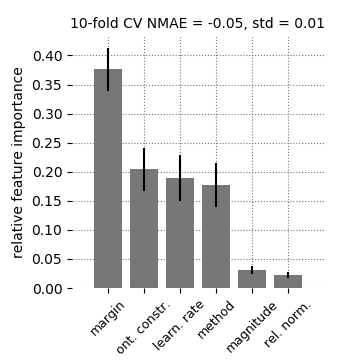 10-fold CV NMAE = -0.05, std = 0.01
relative feature importance
0.40
0.35
0.30
0.25
0.20
0.15
0.10
0.05
0.00
margin
ont. constr.
learn. rate
method
magnitude
rel. norm.